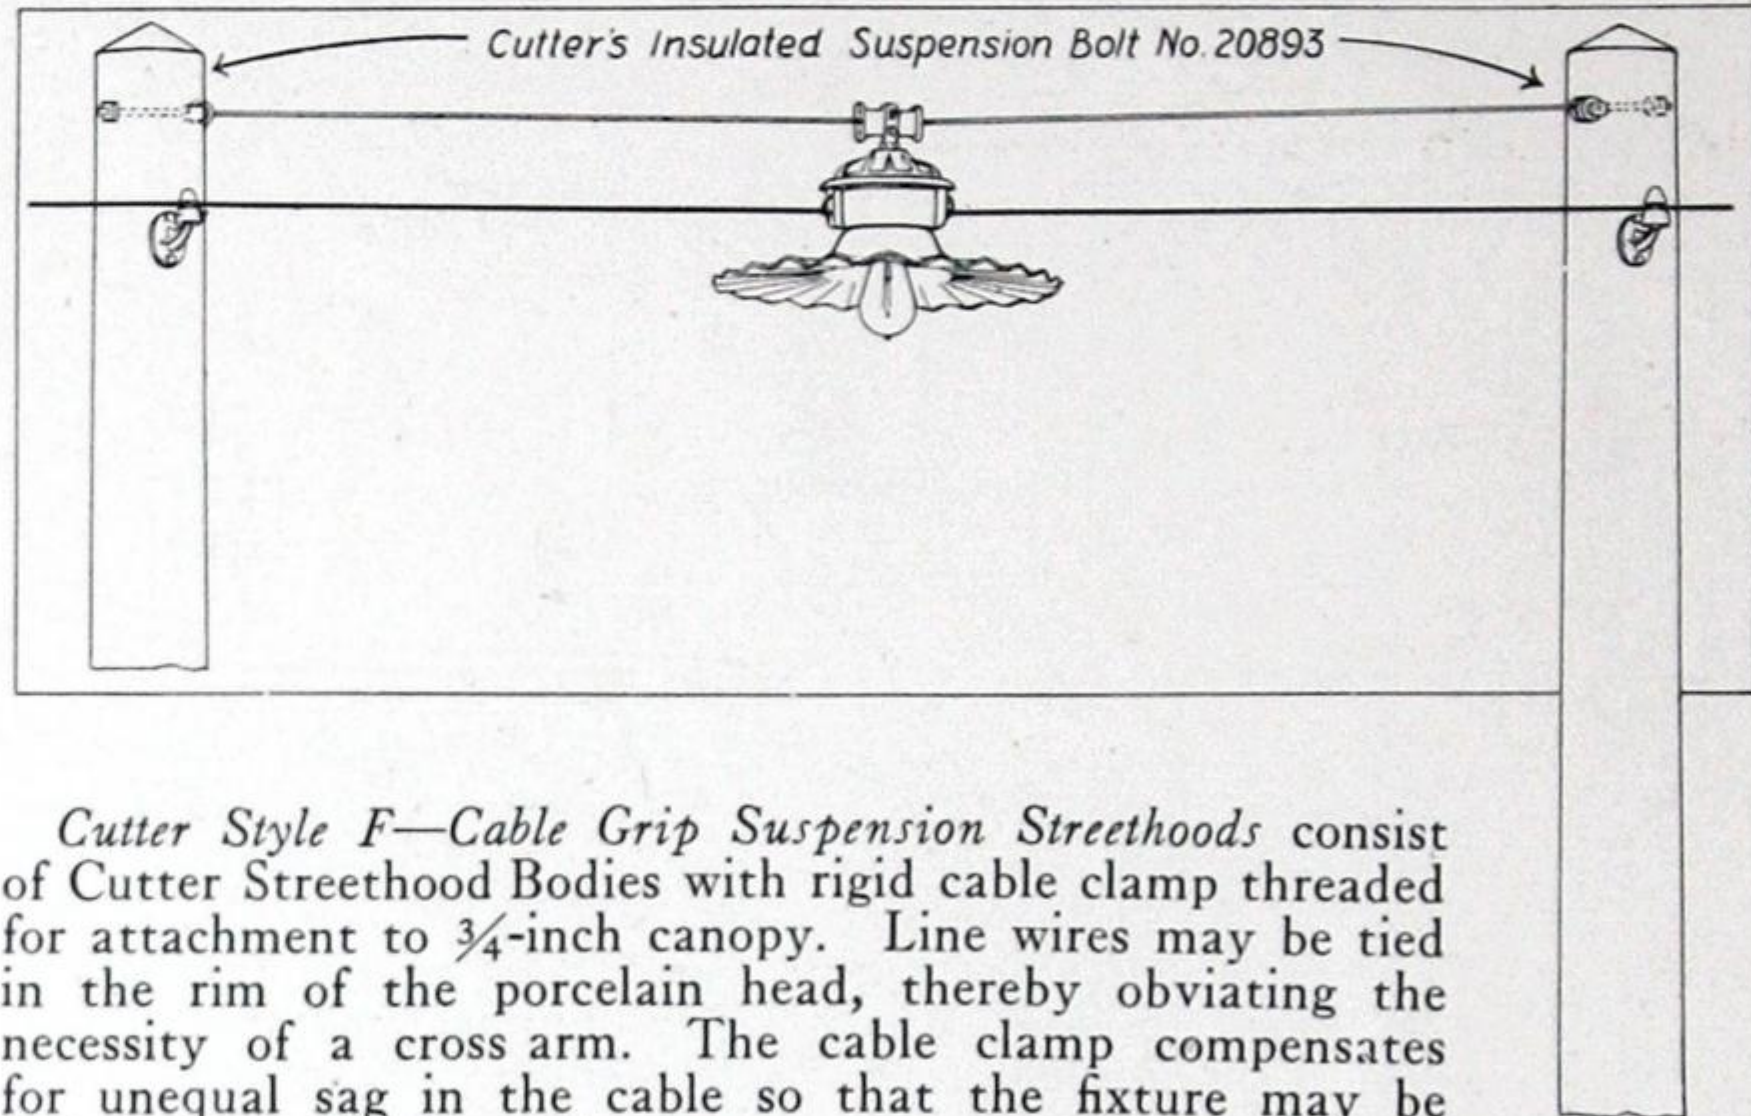 Cutter's Insulated Suspension Bolt No. 20893
Cutter Style F—Cable Grip Suspension Streethoods consist
of Cutter Streethood Bodies with rigid cable clamp threaded
for attachment to ¾-inch canopy. Line wires may be tied
in the rim of the porcelain head, thereby obviating the
necessity of a cross arm. The cable clamp compensates
for unequal sag in the cable so that the fixture may be